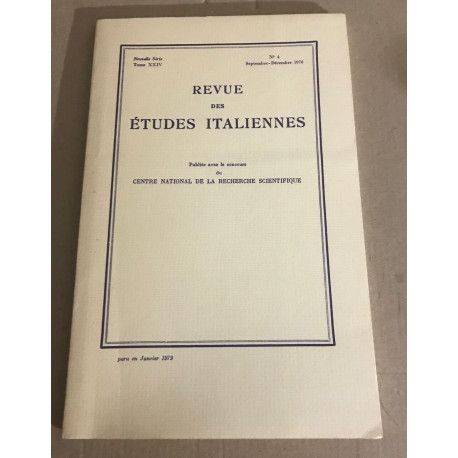 Nouvelle Série
Tome XXIV
N° 4
Septembre-Décembre 1978
REVUE
DES
ÉTUDES ITALIENNES
Publiée avec le concours
du
CENTRE NATIONAL DE LA RECHERCHE SCIENTIFIQUE
paru en Janvier 1979